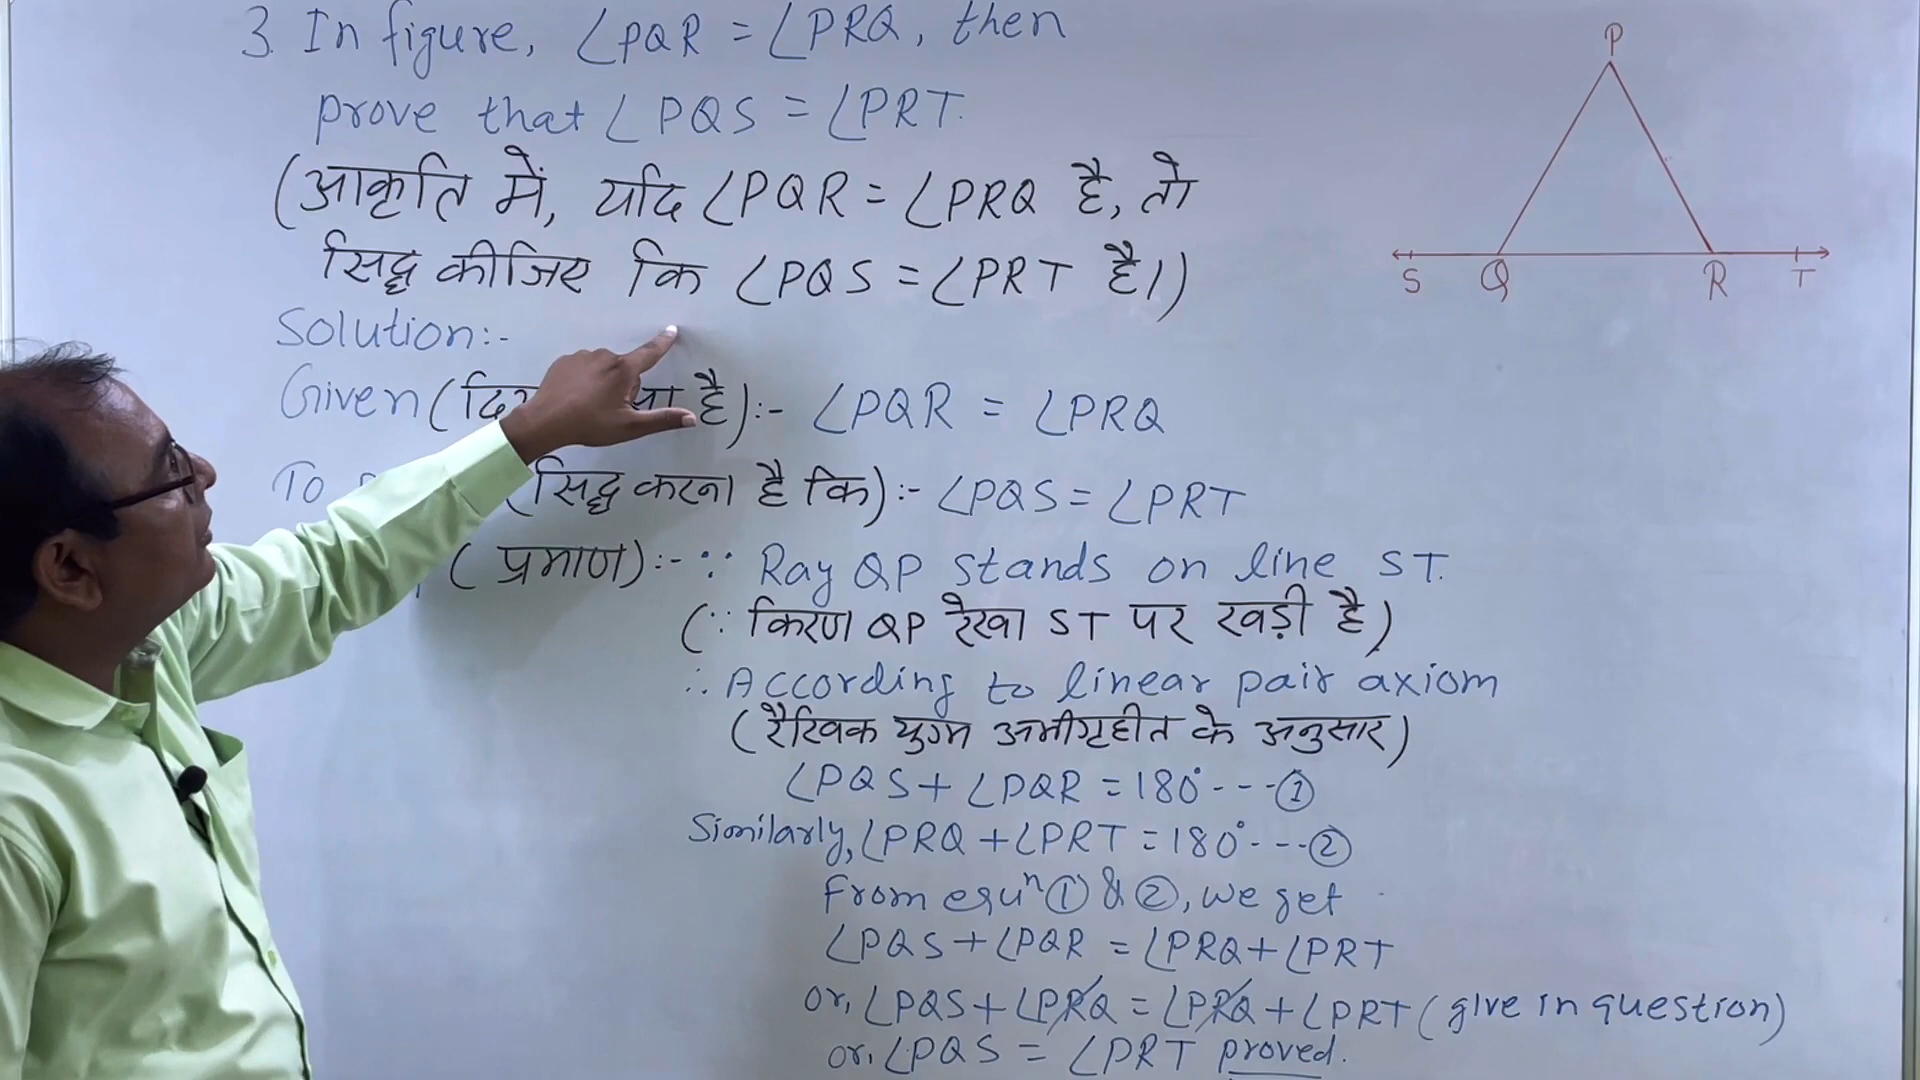 3. In figure, ∠PQR = ∠PRQ, then
prove that ∠PQS = ∠PRT.
(आकृति में, यदि ∠PQR = ∠PRQ है, तो
सिद्ध कीजिए कि ∠PQS = ∠PRT है।)
Solution:-
Given (है):- ∠PQR = ∠PRQ
To (सिद्ध करना है कि):- ∠PQS = ∠PRT
(प्रमाण):- ∵ Ray QP stands on line ST.
(∵ किरण QP रेखा ST पर खड़ी है)
∴ According to linear pair axiom
(रैखिक युग्म अभीगृहीत के अनुसार)
∠PQS + ∠PQR = 180° - - - ①
Similarly, ∠PRQ + ∠PRT = 180° - - - ②
From equⁿ ① & ②, we get
∠PQS + ∠PQR = ∠PRQ + ∠PRT
or, ∠PQS + ∠PRQ = ∠PRQ + ∠PRT (give in question)
or, ∠PQS = ∠PRT proved.
P
S Q R T